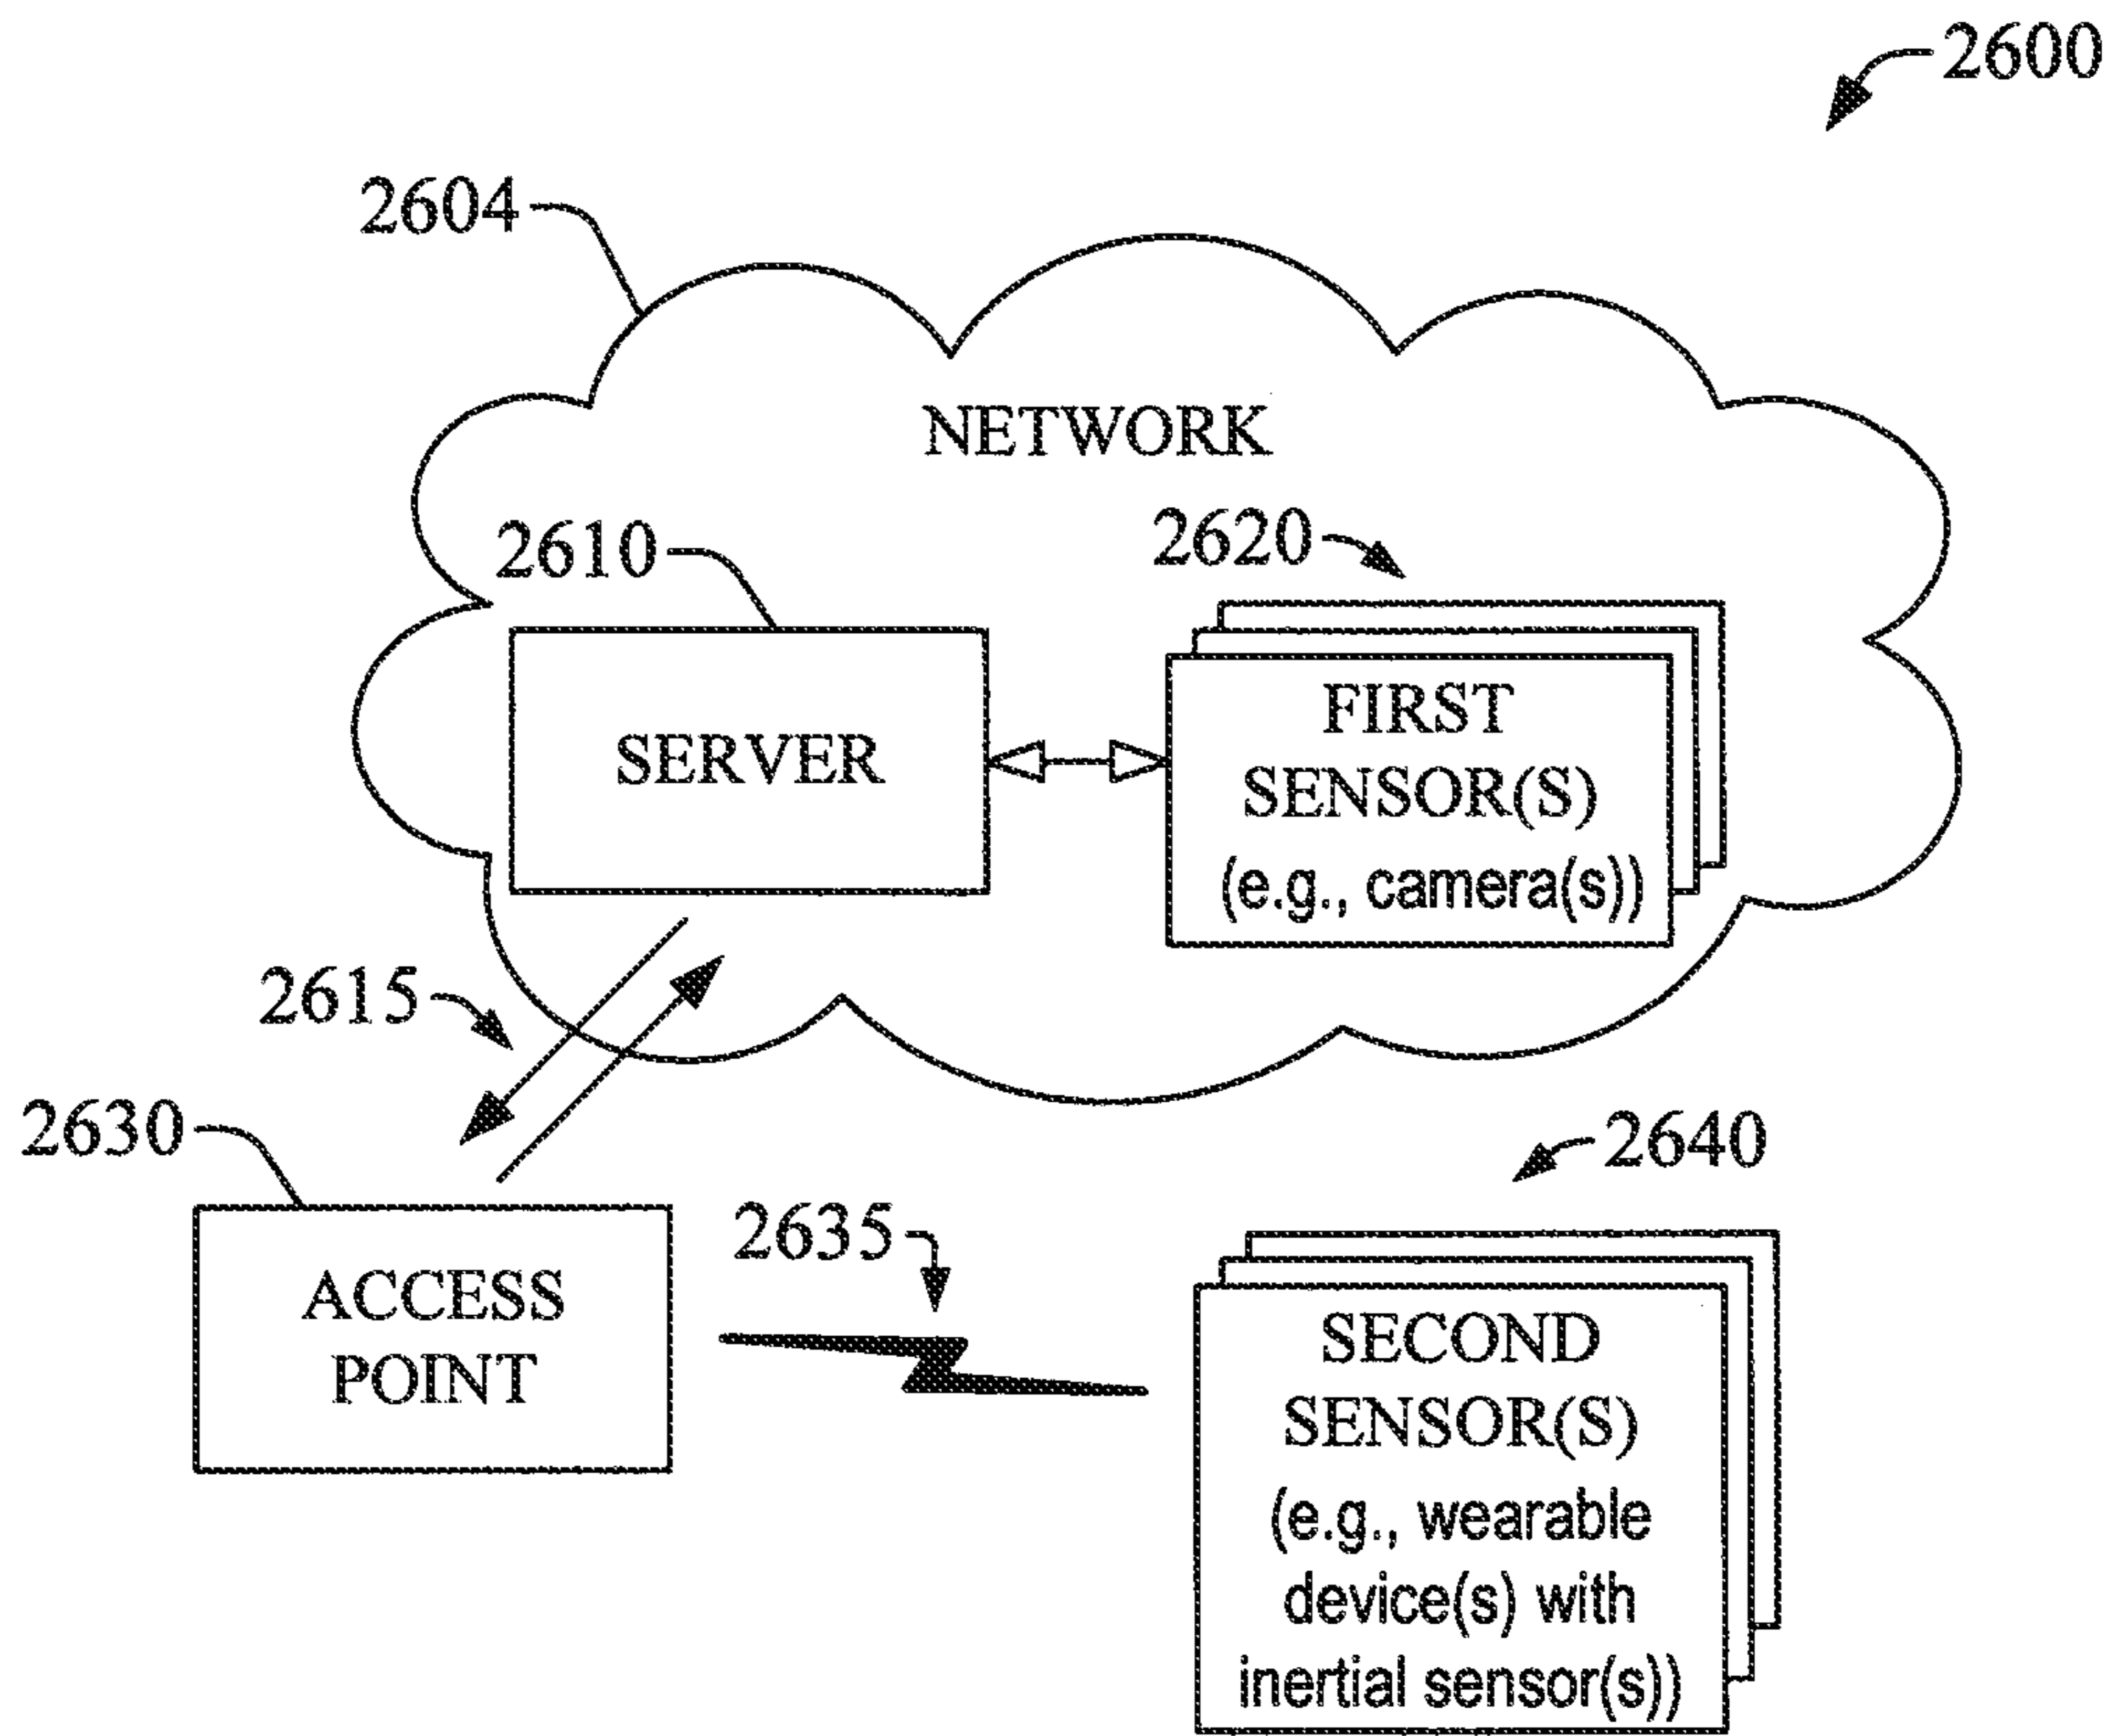 2600
2604
NETWORK
2610
2620
SERVER
FIRST
SENSOR(S)
(e.g., camera(s))
2615
2630
2640
ACCESS
POINT
2635
SECOND
SENSOR(S)
(e.g., wearable
device(s) with
inertial sensor(s))